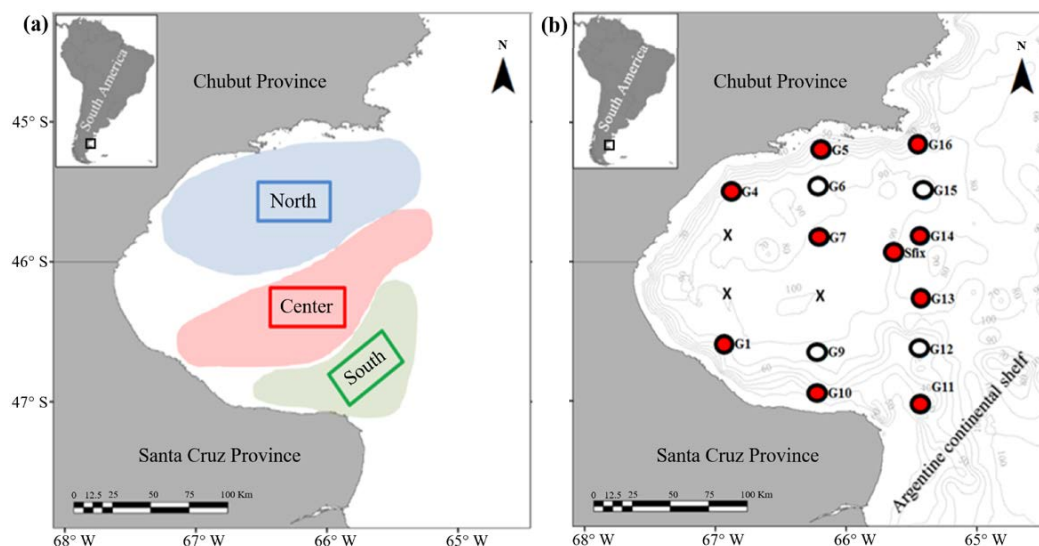 (a)
South America
N
Chubut Province
45° S
North
46° S
Center
South
47° S
Santa Cruz Province
0 12.5 25 50 75 100 Km
68° W 67° W 66° W 65° W
(b)
South America
N
Chubut Province
G5
G16
G4
G6
G15
X
G7
G14
Sfix
X
X
G13
G1
G9
G12
G10
G11
Argentine continental shelf
Santa Cruz Province
0 12.5 25 50 75 100 Km
68° W 67° W 66° W 65° W